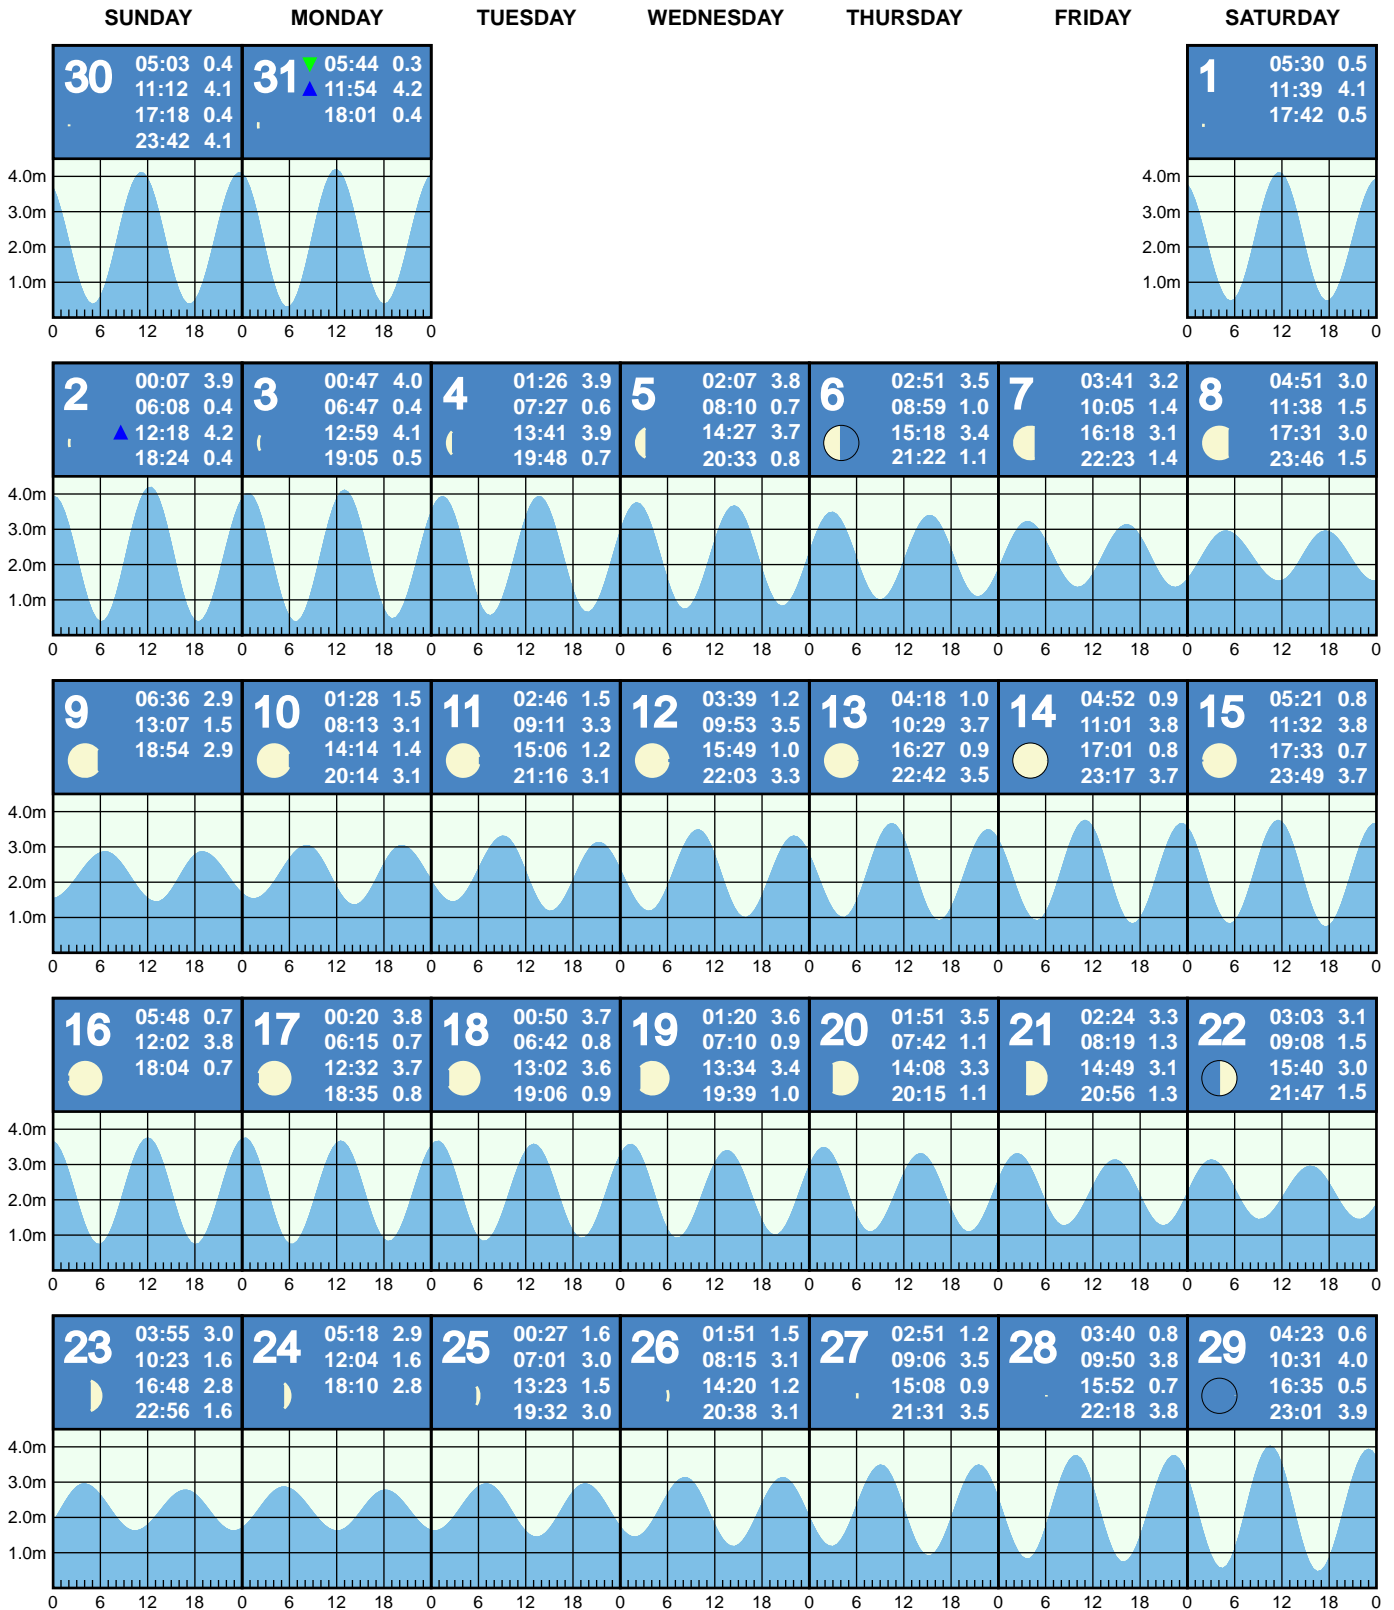 SUNDAY MONDAY TUESDAY WEDNESDAY THURSDAY FRIDAY SATURDAY
30 05:03 0.4
11:12 4.1
17:18 0.4
23:42 4.1
31 05:44 0.3
11:54 4.2
18:01 0.4
1 05:30 0.5
11:39 4.1
17:42 0.5
4.0m 4.0m
3.0m 3.0m
2.0m 2.0m
1.0m 1.0m
0 6 12 18 0 6 12 18 0 0 6 12 18 0
2 00:07 3.9
06:08 0.4
12:18 4.2
18:24 0.4
3 00:47 4.0
06:47 0.4
12:59 4.1
19:05 0.5
4 01:26 3.9
07:27 0.6
13:41 3.9
19:48 0.7
5 02:07 3.8
08:10 0.7
14:27 3.7
20:33 0.8
6 02:51 3.5
08:59 1.0
15:18 3.4
21:22 1.1
7 03:41 3.2
10:05 1.4
16:18 3.1
22:23 1.4
8 04:51 3.0
11:38 1.5
17:31 3.0
23:46 1.5
4.0m
3.0m
2.0m
1.0m
0 6 12 18 0 6 12 18 0 6 12 18 0 6 12 18 0 6 12 18 0 6 12 18 0 6 12 18 0
9 06:36 2.9
13:07 1.5
18:54 2.9
10 01:28 1.5
08:13 3.1
14:14 1.4
20:14 3.1
11 02:46 1.5
09:11 3.3
15:06 1.2
21:16 3.1
12 03:39 1.2
09:53 3.5
15:49 1.0
22:03 3.3
13 04:18 1.0
10:29 3.7
16:27 0.9
22:42 3.5
14 04:52 0.9
11:01 3.8
17:01 0.8
23:17 3.7
15 05:21 0.8
11:32 3.8
17:33 0.7
23:49 3.7
4.0m
3.0m
2.0m
1.0m
0 6 12 18 0 6 12 18 0 6 12 18 0 6 12 18 0 6 12 18 0 6 12 18 0 6 12 18 0
16 05:48 0.7
12:02 3.8
18:04 0.7
17 00:20 3.8
06:15 0.7
12:32 3.7
18:35 0.8
18 00:50 3.7
06:42 0.8
13:02 3.6
19:06 0.9
19 01:20 3.6
07:10 0.9
13:34 3.4
19:39 1.0
20 01:51 3.5
07:42 1.1
14:08 3.3
20:15 1.1
21 02:24 3.3
08:19 1.3
14:49 3.1
20:56 1.3
22 03:03 3.1
09:08 1.5
15:40 3.0
21:47 1.5
4.0m
3.0m
2.0m
1.0m
0 6 12 18 0 6 12 18 0 6 12 18 0 6 12 18 0 6 12 18 0 6 12 18 0 6 12 18 0
23 03:55 3.0
10:23 1.6
16:48 2.8
22:56 1.6
24 05:18 2.9
12:04 1.6
18:10 2.8
25 00:27 1.6
07:01 3.0
13:23 1.5
19:32 3.0
26 01:51 1.5
08:15 3.1
14:20 1.2
20:38 3.1
27 02:51 1.2
09:06 3.5
15:08 0.9
21:31 3.5
28 03:40 0.8
09:50 3.8
15:52 0.7
22:18 3.8
29 04:23 0.6
10:31 4.0
16:35 0.5
23:01 3.9
4.0m
3.0m
2.0m
1.0m
0 6 12 18 0 6 12 18 0 6 12 18 0 6 12 18 0 6 12 18 0 6 12 18 0 6 12 18 0